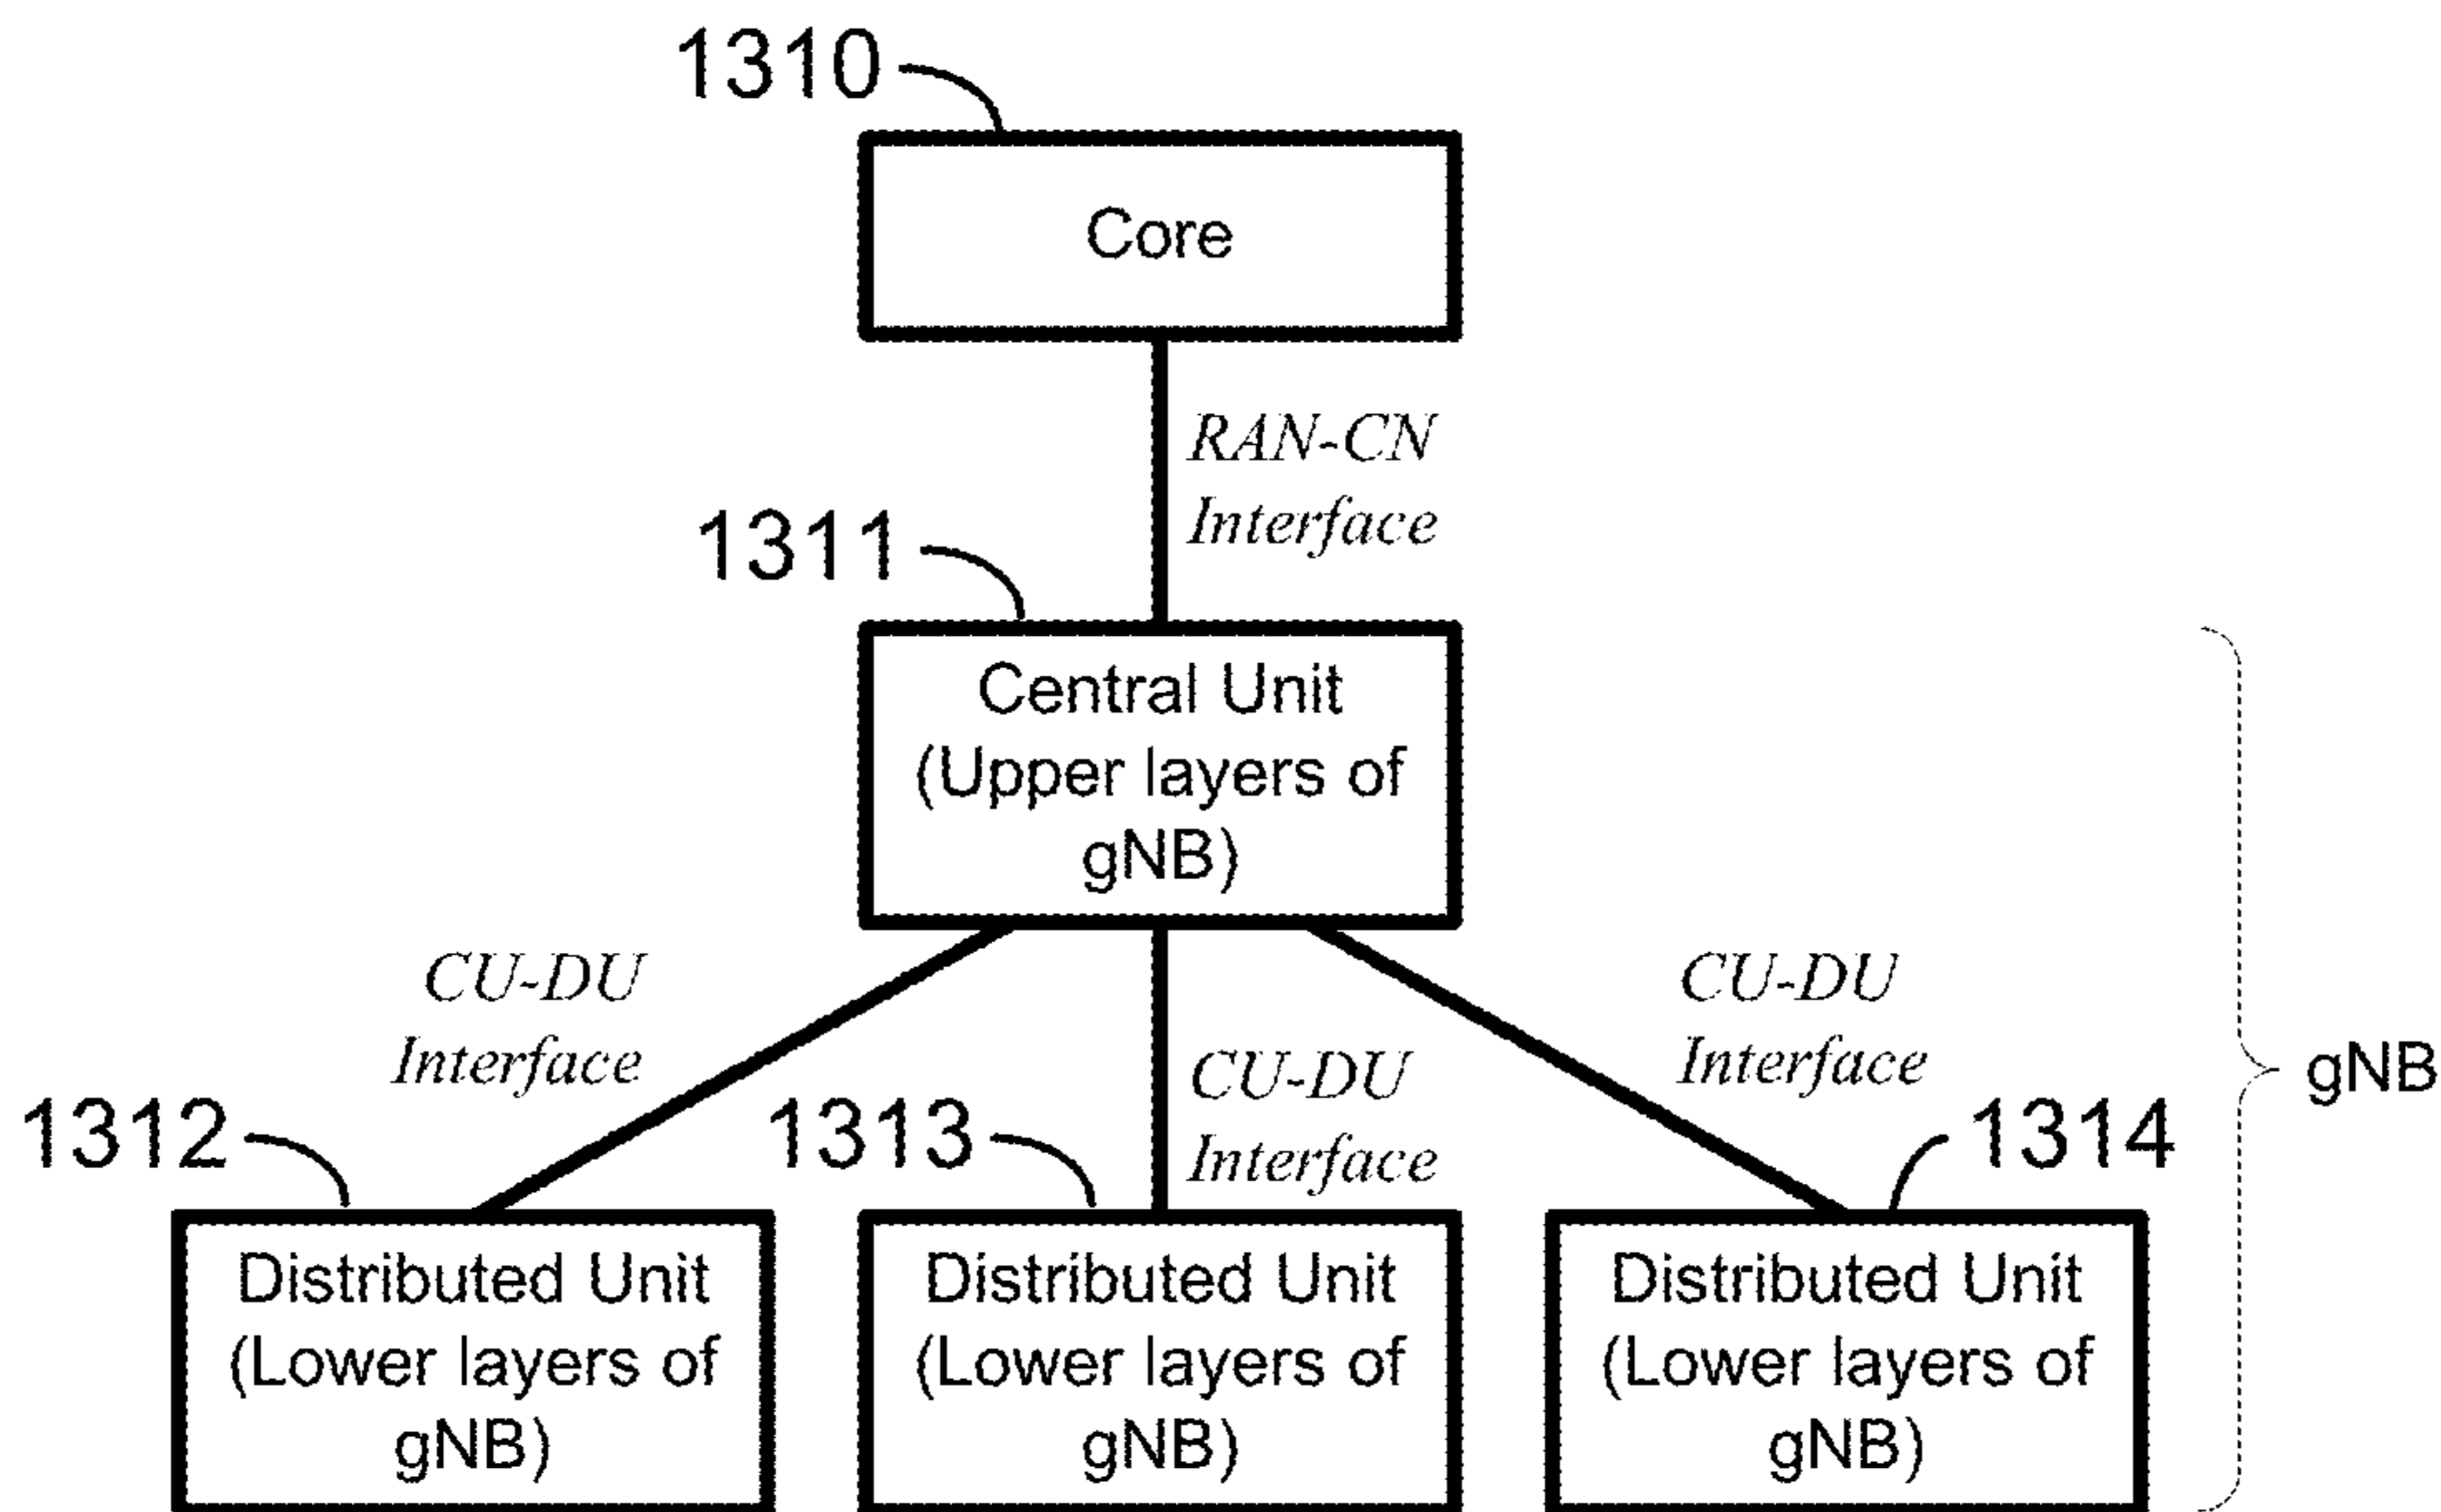 1310
Core
RAN-CN
Interface
1311
Central Unit
(Upper layers of
gNB)
CU-DU
Interface
CU-DU
Interface
CU-DU
Interface
gNB
1312
1313
1314
Distributed Unit
(Lower layers of
gNB)
Distributed Unit
(Lower layers of
gNB)
Distributed Unit
(Lower layers of
gNB)